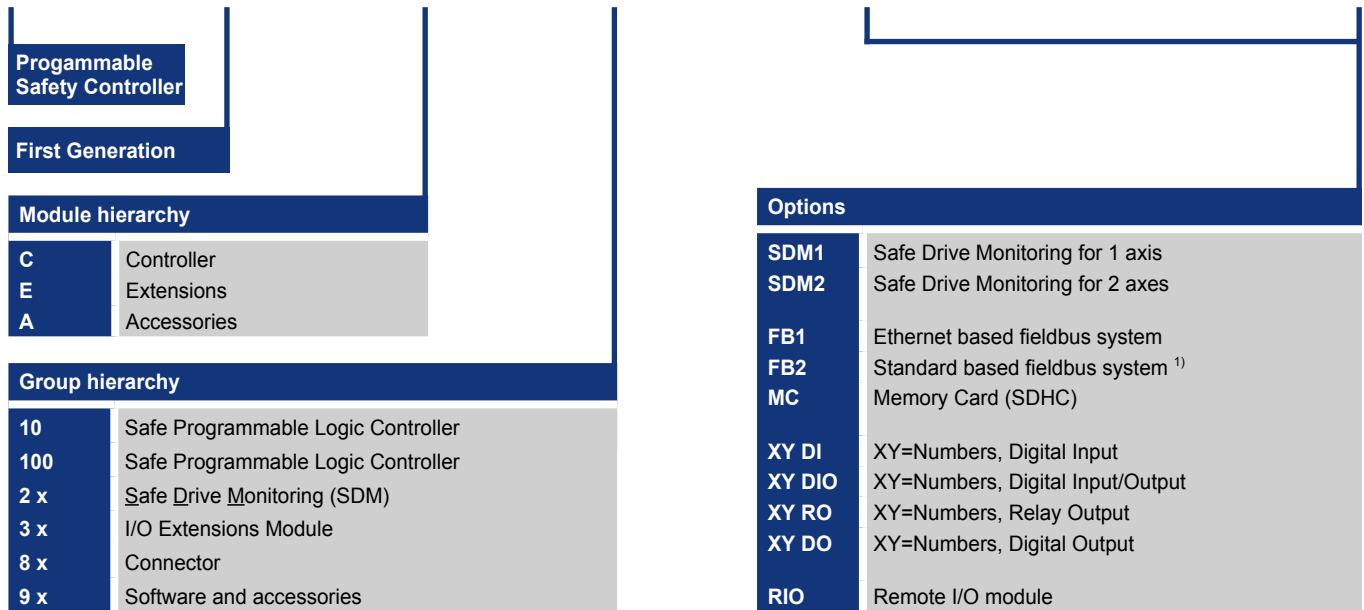 Progammable
Safety Controller
First Generation
Module hierarchy
C Controller
E Extensions
A Accessories
Group hierarchy
10 Safe Programmable Logic Controller
100 Safe Programmable Logic Controller
2 x Safe Drive Monitoring (SDM)
3 x I/O Extensions Module
8 x Connector
9 x Software and accessories
Options
SDM1 Safe Drive Monitoring for 1 axis
SDM2 Safe Drive Monitoring for 2 axes
FB1 Ethernet based fieldbus system
FB2 Standard based fieldbus system 1)
MC Memory Card (SDHC)
XY DI XY=Numbers, Digital Input
XY DIO XY=Numbers, Digital Input/Output
XY RO XY=Numbers, Relay Output
XY DO XY=Numbers, Digital Output
RIO Remote I/O module